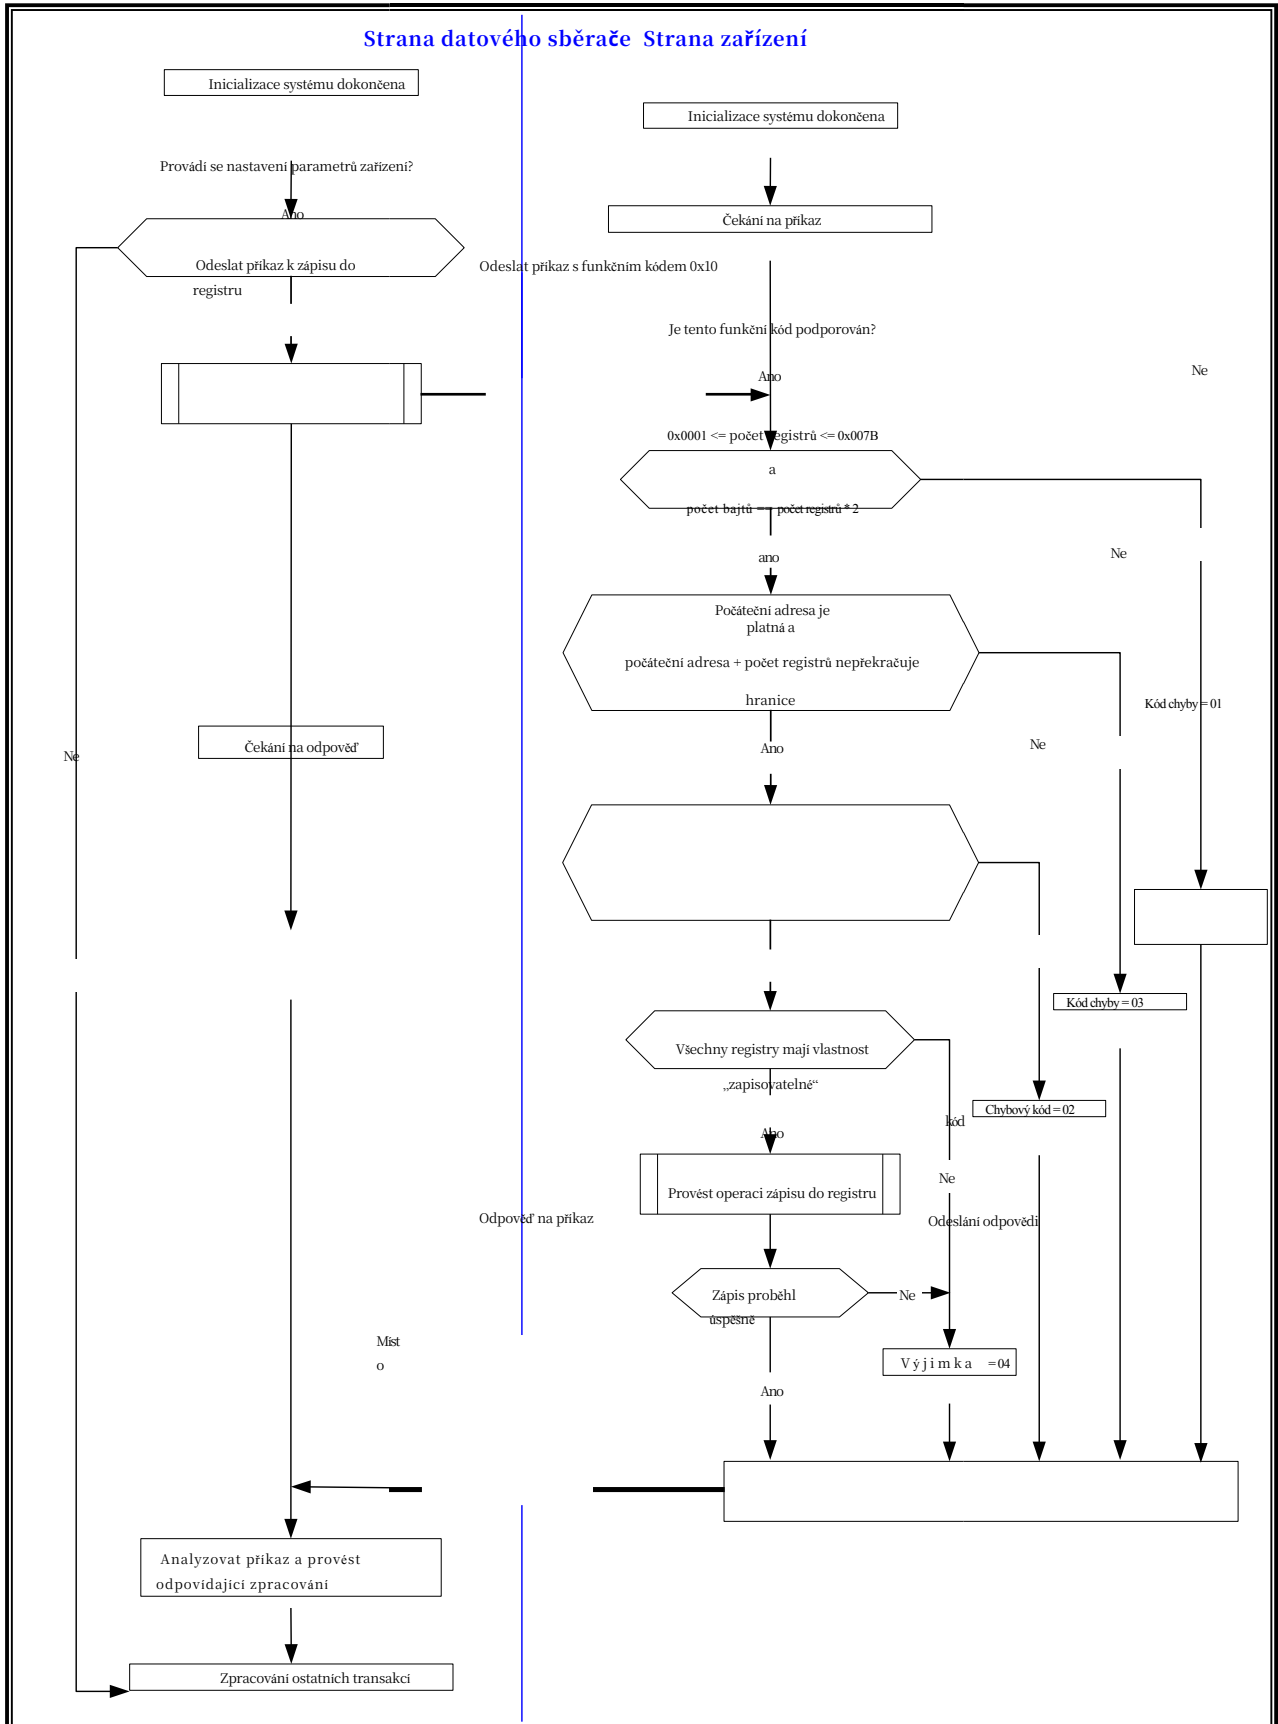 Strana datového sběrače Strana zařízení
Inicializace systému dokončena
Inicializace systému dokončena
Provádí se nastavení parametrů zařízení?
Ano
Čekání na příkaz
Odeslat příkaz k zápisu do
registru
Odeslat příkaz s funkčním kódem 0x10
Je tento funkční kód podporován?
Ne
Ano
0x0001 <= počet registrů <= 0x007B
a
počet bajtů == počet registrů * 2
ano
Ne
Počáteční adresa je
platná a
počáteční adresa + počet registrů nepřekračuje
hranice
Kód chyby = 01
Ne
Čekání na odpověď
Ano
Ne
Kód chyby = 03
Všechny registry mají vlastnost
„zapisovatelné“
Chybový kód = 02
kód
Ano
Ne
Provést operaci zápisu do registru
Odpověď na příkaz
Odeslání odpovědi
Zápis proběhl
úspěšně
Ne
Míst
o
Výjimka = 04
Ano
Analyzovat příkaz a provést
odpovídající zpracování
Zpracování ostatních transakcí